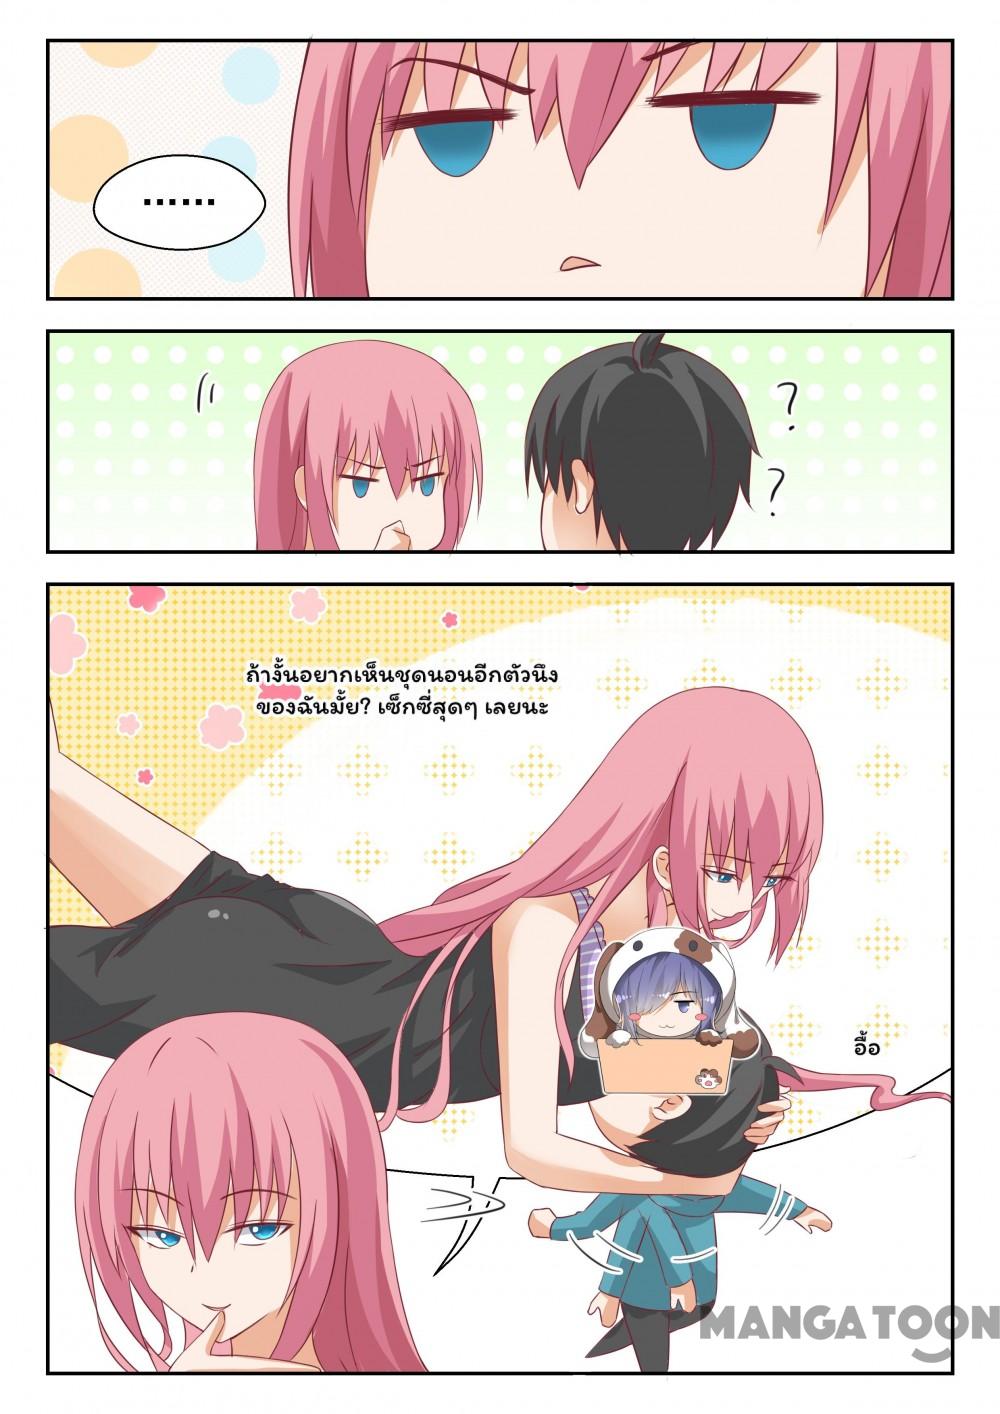 ......
?
?
ถ้างั้นอยากเห็นชุดนอนอีกตัวนึง
ของฉันมั้ย? เซ็กซี่สุดๆ เลยนะ
อื้อ
MANGATOON